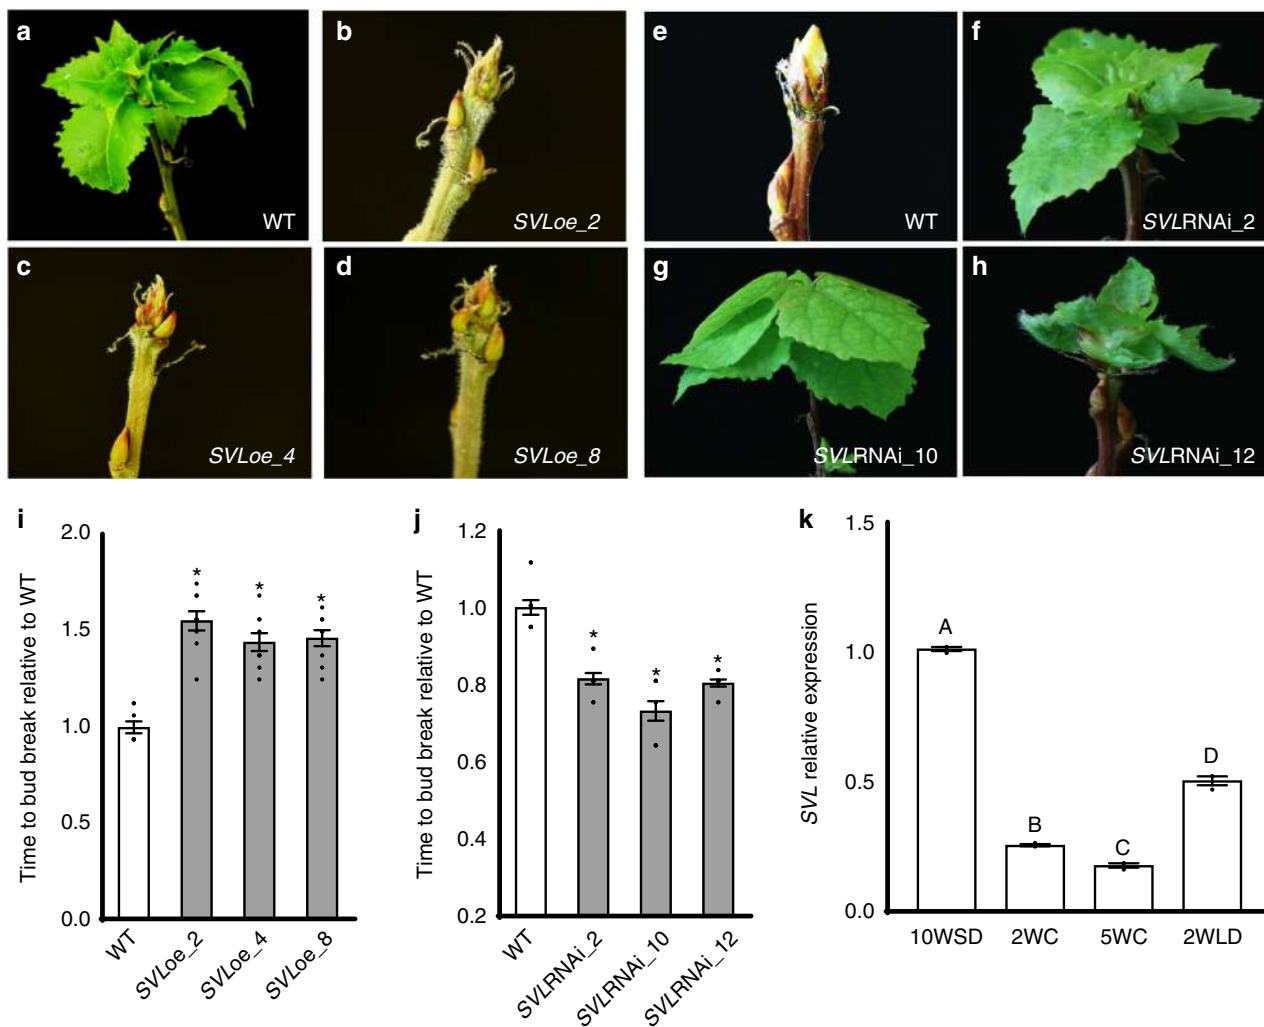 a
WT
b
SVLoe_2
e
WT
f
SVLRNAi_2
c
SVLoe_4
d
SVLoe_8
g
SVLRNAi_10
h
SVLRNAi_12
i
Time to bud break relative to WT
2.0
1.5
1.0
0.5
0.0
*
*
*
WT
SVLoe_2
SVLoe_4
SVLoe_8
j
Time to bud break relative to WT
1.2
1.0
0.8
0.6
0.4
0.2
*
*
*
WT
SVLRNAi_2
SVLRNAi_10
SVLRNAi_12
k
SVL relative expression
1.5
1.0
0.5
0.0
A
B
C
D
10WSD
2WC
5WC
2WLD